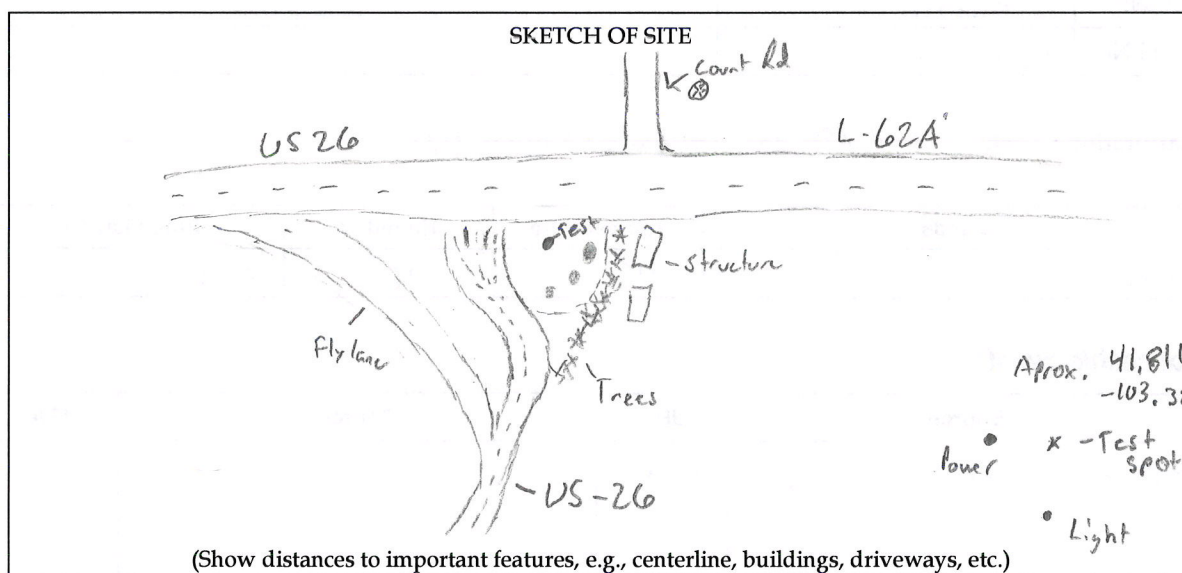 SKETCH OF SITE
Count Rd
US 26
L-62A'
Test
structure
Fly lane
Trees
Aprox. 41.811
-103.38
Power
x - Test
spot
Light
US-26
(Show distances to important features, e.g., centerline, buildings, driveways, etc.)